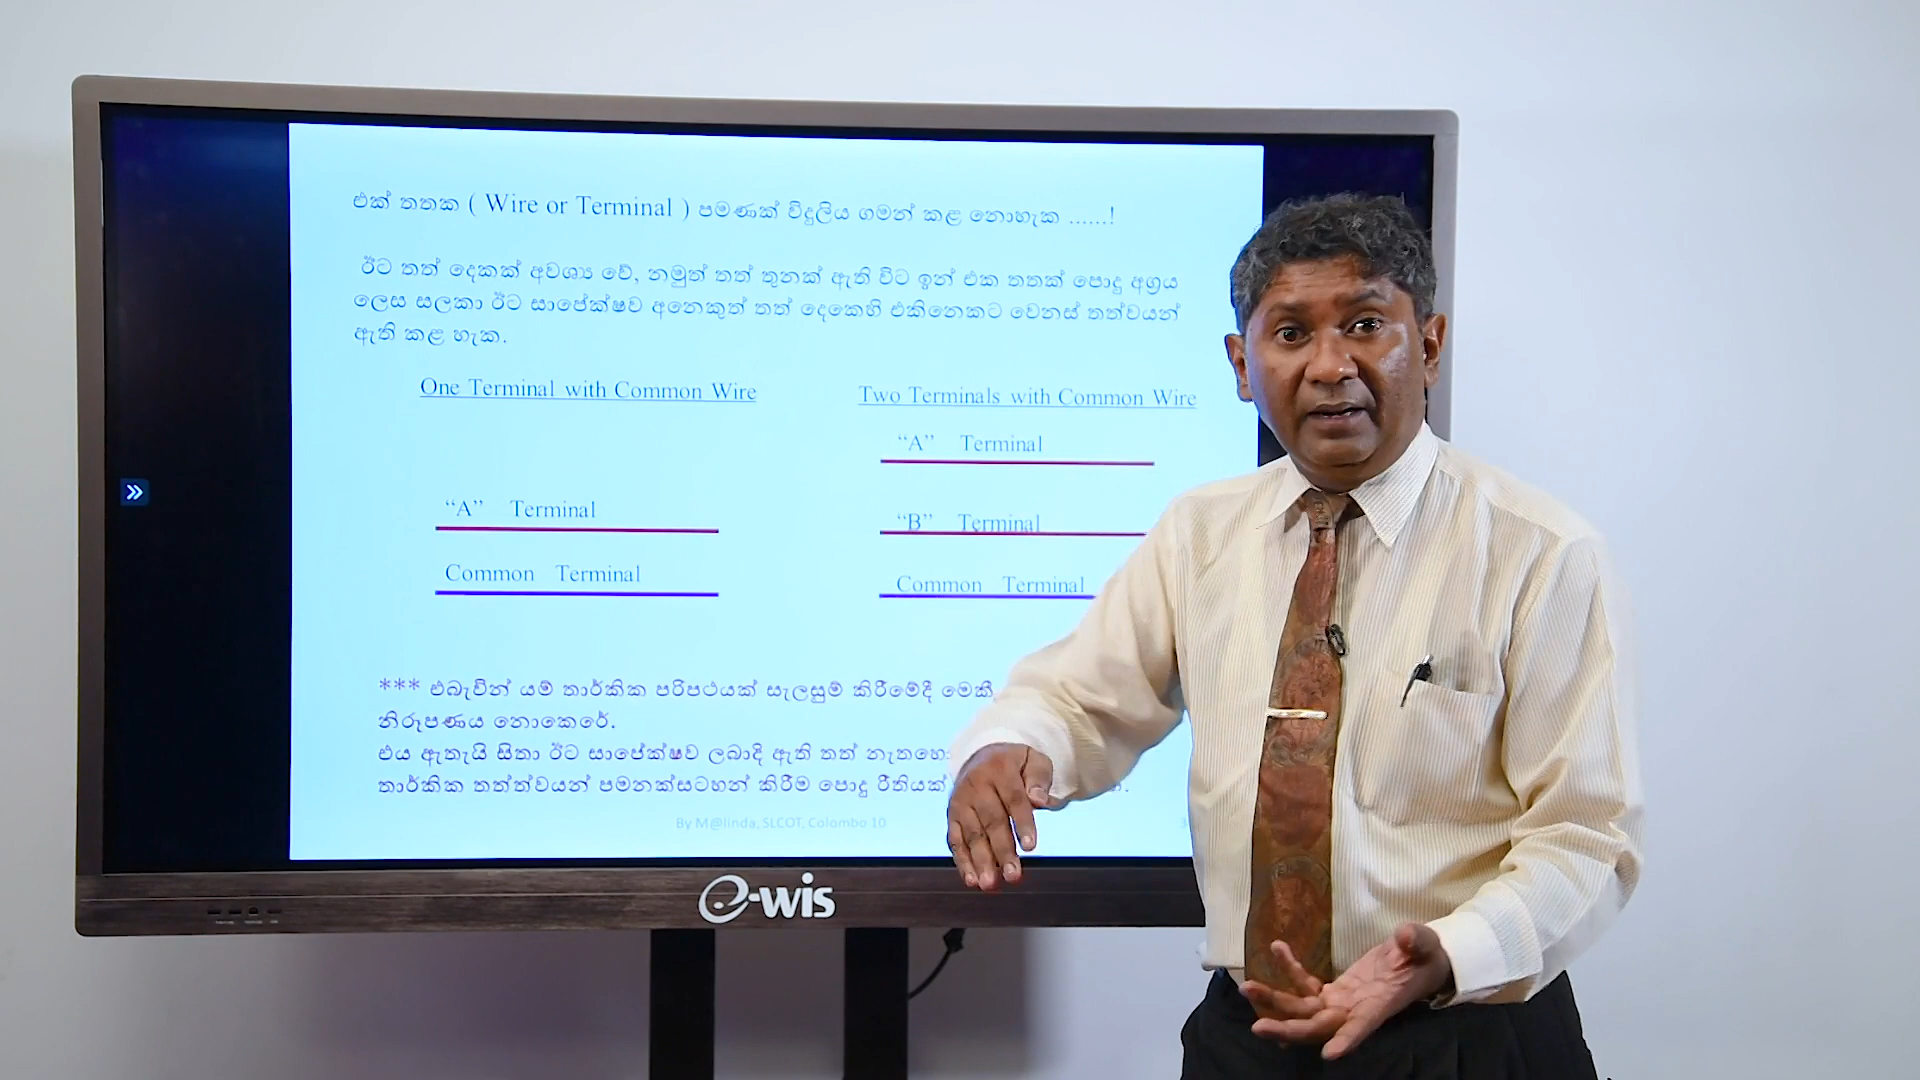 එක් තතක ( Wire or Terminal ) පමණක් විදුලිය ගමන් කළ නොහැක ......!
ඊට තත් දෙකක් අවශ්‍ය වේ, නමුත් තත් තුනක් ඇති විට ඉන් එක තතක් පොදු අග්‍රය
ලෙස සලකා ඊට සාපේක්ෂව අනෙකුත් තත් දෙකෙහි එකිනෙකට වෙනස් තත්වයන්
ඇති කළ හැක.
One Terminal with Common Wire
Two Terminals with Common Wire
“A” Terminal
“A” Terminal
“B” Terminal
Common Terminal
Common Terminal
*** එබැවින් යම් තාර්කික පරිපථයක් සැලසුම් කිරීමේදී මෙකී
නිරූපණය නොකෙරේ.
එය ඇතැයි සිතා ඊට සාපේක්ෂව ලබාදි ඇති තත්
තාර්කික තත්ත්වයන් පමනක්සටහන් කිරීම පොදු රීතියක්
By M@linda, SLCOT, Colombo 10
e-wis